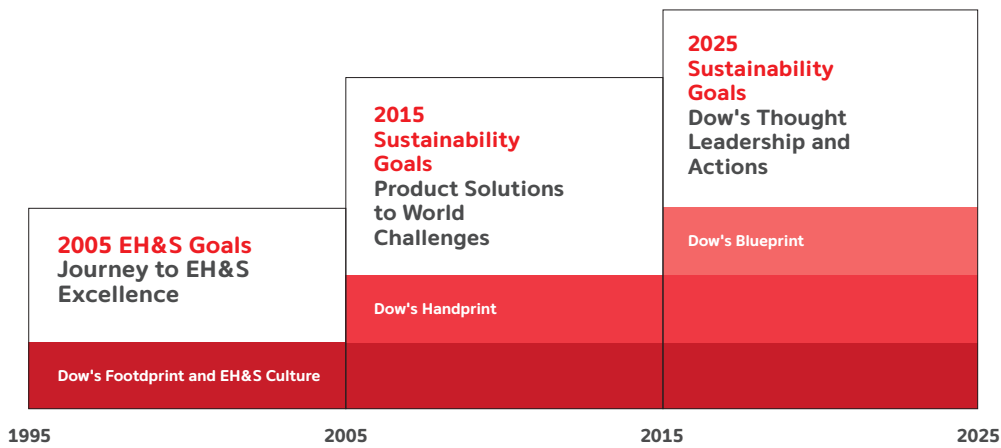 2005 EH&S Goals
Journey to EH&S
Excellence
Dow's Footdprint and EH&S Culture
2015
Sustainability
Goals
Product Solutions
to World
Challenges
Dow's Handprint
2025
Sustainability
Goals
Dow's Thought
Leadership and
Actions
Dow's Blueprint
1995
2005
2015
2025